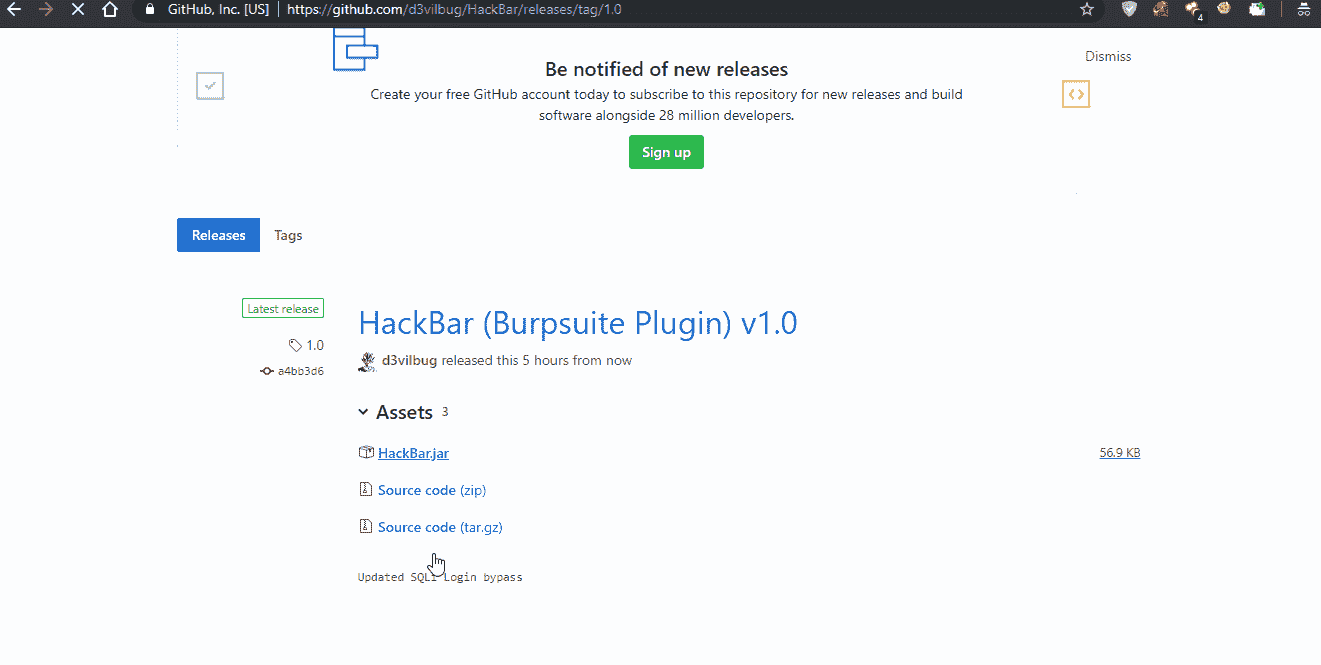 GitHub, Inc. [US] | https://github.com/d3vilbug/HackBar/releases/tag/1.0
4
Be notified of new releases
Dismiss
Create your free GitHub account today to subscribe to this repository for new releases and build
software alongside 28 million developers.
Sign up
Releases
Tags
Latest release
HackBar (Burpsuite Plugin) v1.0
1.0
d3vilbug released this 5 hours from now
a4bb3d6
Assets 3
HackBar.jar
56.9 KB
Source code (zip)
Source code (tar.gz)
Updated SQLi Login bypass